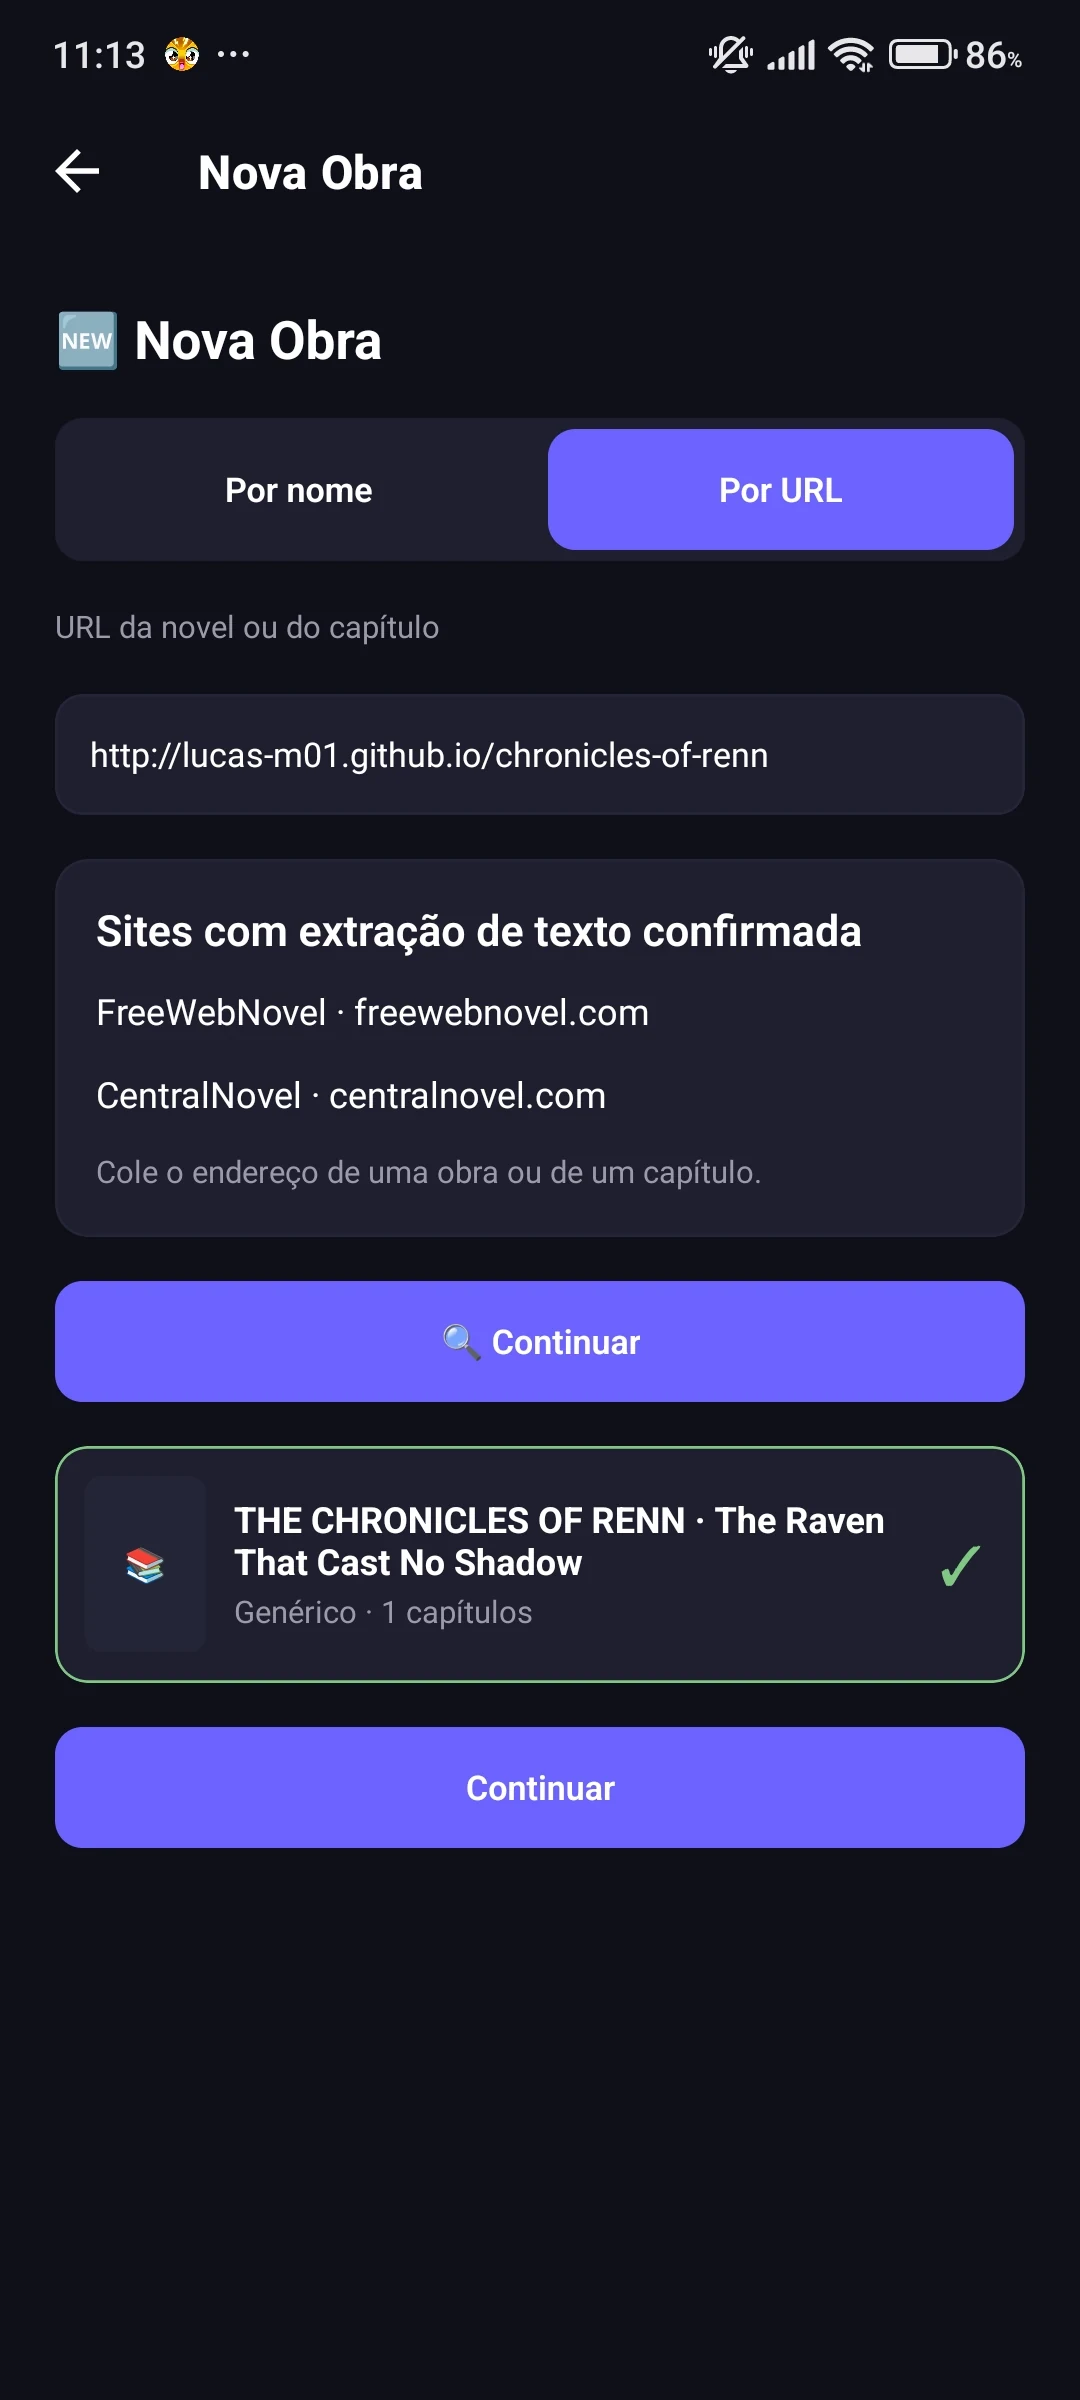 11:13 ...
86%
Nova Obra
NEW Nova Obra
Por nome
Por URL
URL da novel ou do capítulo
http://lucas-m01.github.io/chronicles-of-renn
Sites com extração de texto confirmada
FreeWebNovel · freewebnovel.com
CentralNovel · centralnovel.com
Cole o endereço de uma obra ou de um capítulo.
Continuar
THE CHRONICLES OF RENN · The Raven
That Cast No Shadow
Genérico · 1 capítulos
Continuar